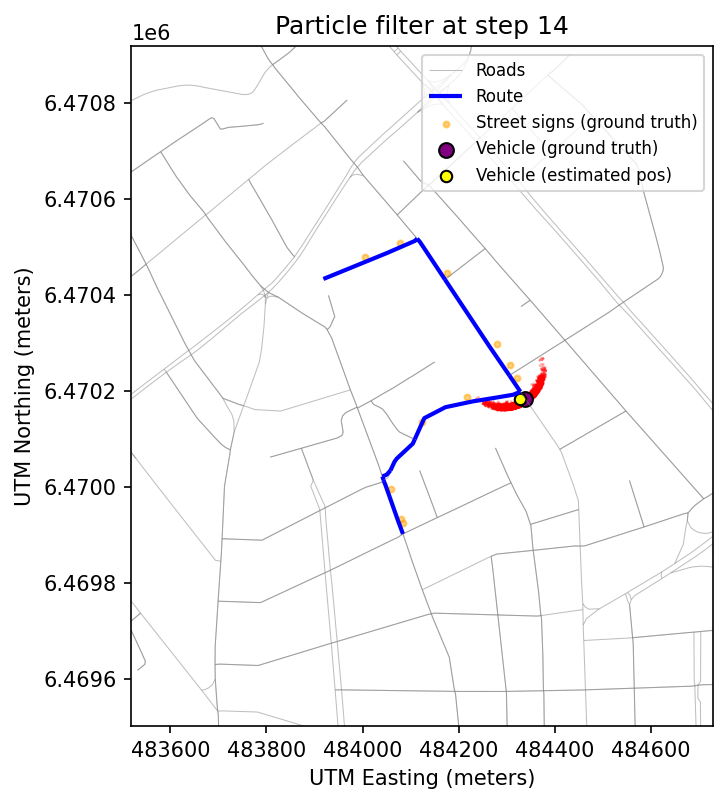 Particle filter at step 14
1e6
Roads
Route
Street signs (ground truth)
Vehicle (ground truth)
Vehicle (estimated pos)
6.4708
6.4706
6.4704
6.4702
6.4700
6.4698
6.4696
UTM Northing (meters)
483600 483800 484000 484200 484400 484600
UTM Easting (meters)